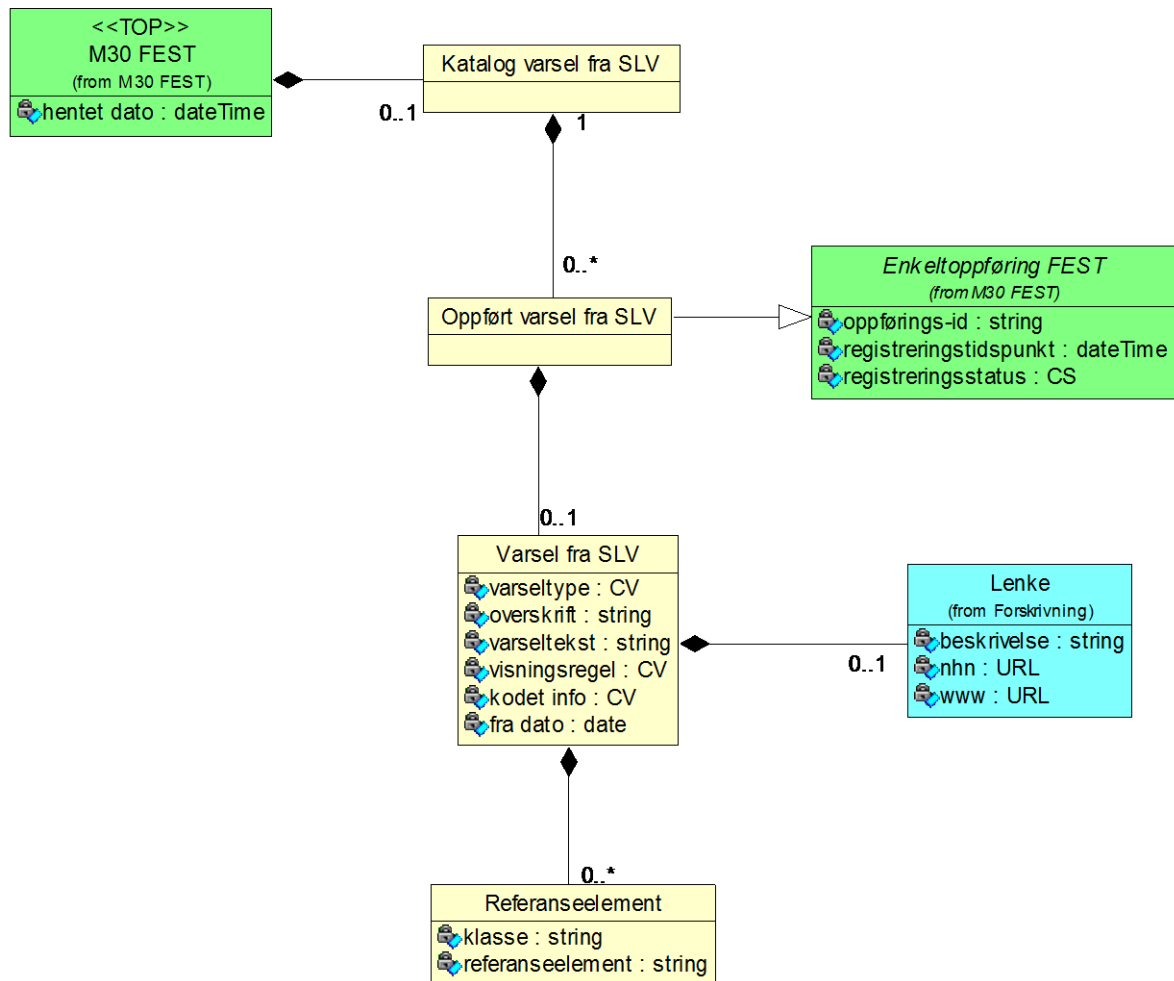 <<TOP>>
M30 FEST
(from M30 FEST)
hentet dato : dateTime
Katalog varsel fra SLV
0..1
1
0..*
Oppført varsel fra SLV
Enkeltoppføring FEST
(from M30 FEST)
oppførings-id : string
registreringstidspunkt : dateTime
registreringsstatus : CS
0..1
Varsel fra SLV
varseltype : CV
overskrift : string
varseltekst : string
visningsregel : CV
kodet info : CV
fra dato : date
Lenke
(from Forskrivning)
beskrivelse : string
nhn : URL
www : URL
0..1
0..*
Referanseelement
klasse : string
referanseelement : string